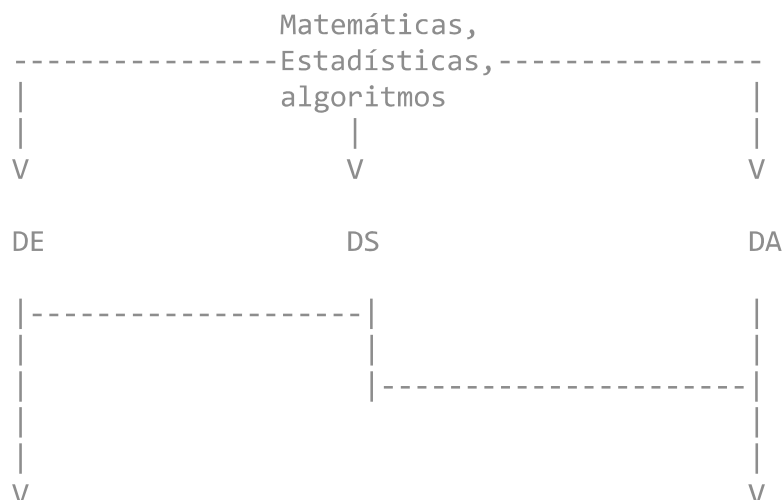 Matemáticas,
----------------Estadísticas,----------------
| algoritmos |
| | |
V V V
DE DS DA
|--------------------| |
| | |
| |----------------------|
| |
| |
V V